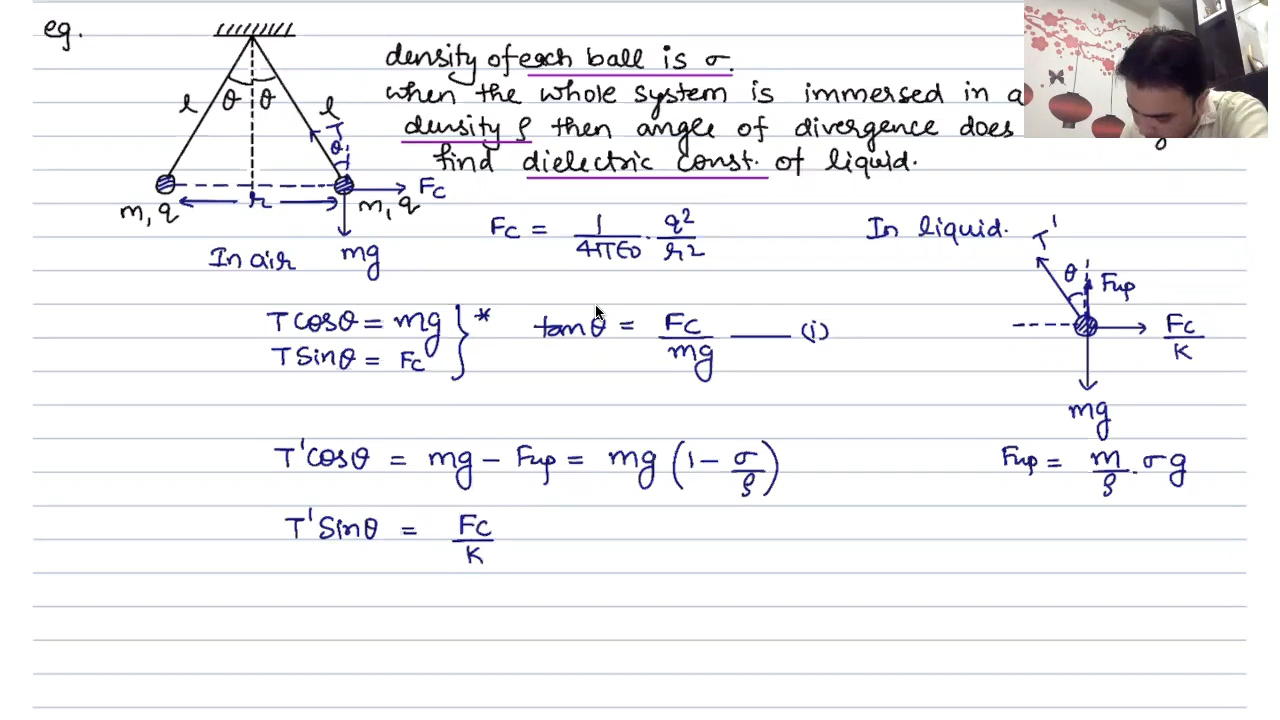 eg.
density of each ball is σ.
when the whole system is immersed in a
density ρ then angle of divergence does
find dielectric const. of liquid.
θ θ
l l
T
θ
Fc
r
m, q m, q
In air mg
Fc = 1/4πε0 . q²/r²
In liquid.
T'
θ
Fup
Fc/K
mg
Tcosθ = mg } *
TSinθ = Fc
tanθ = Fc/mg —— (i)
T'cosθ = mg - Fup = mg (1 - σ/ρ)
Fup = m/ρ . σg
T'Sinθ = Fc/K